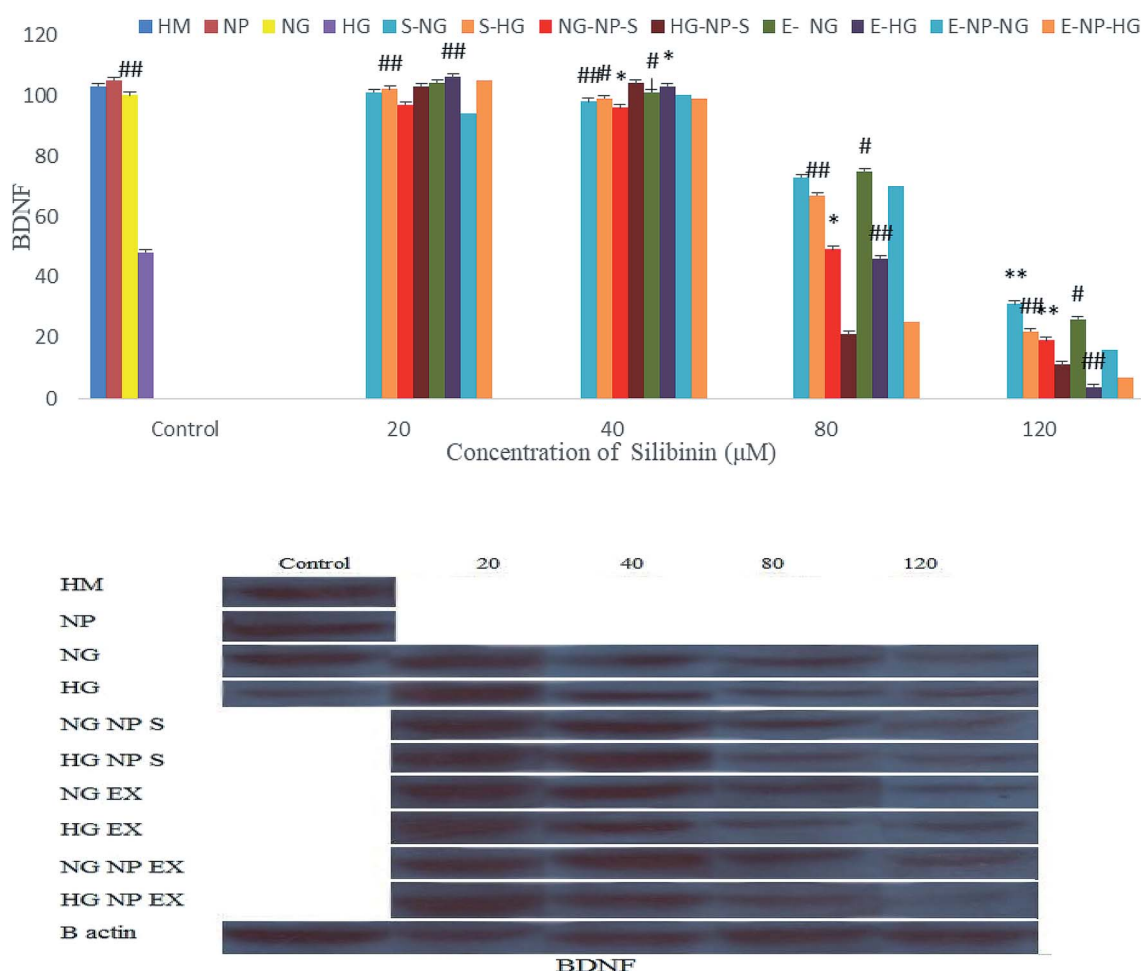 HM NP NG HG S-NG S-HG NG-NP-S HG-NP-S E- NG E-HG E-NP-NG E-NP-HG
120
100
80
60
40
20
0
BDNF
## ## ## ## # * # *
## * # ##
** ## ** # ##
Control 20 40 80 120
Concentration of Silibinin (µM)
Control 20 40 80 120
HM
NP
NG
HG
NG NP S
HG NP S
NG EX
HG EX
NG NP EX
HG NP EX
B actin
BDNF